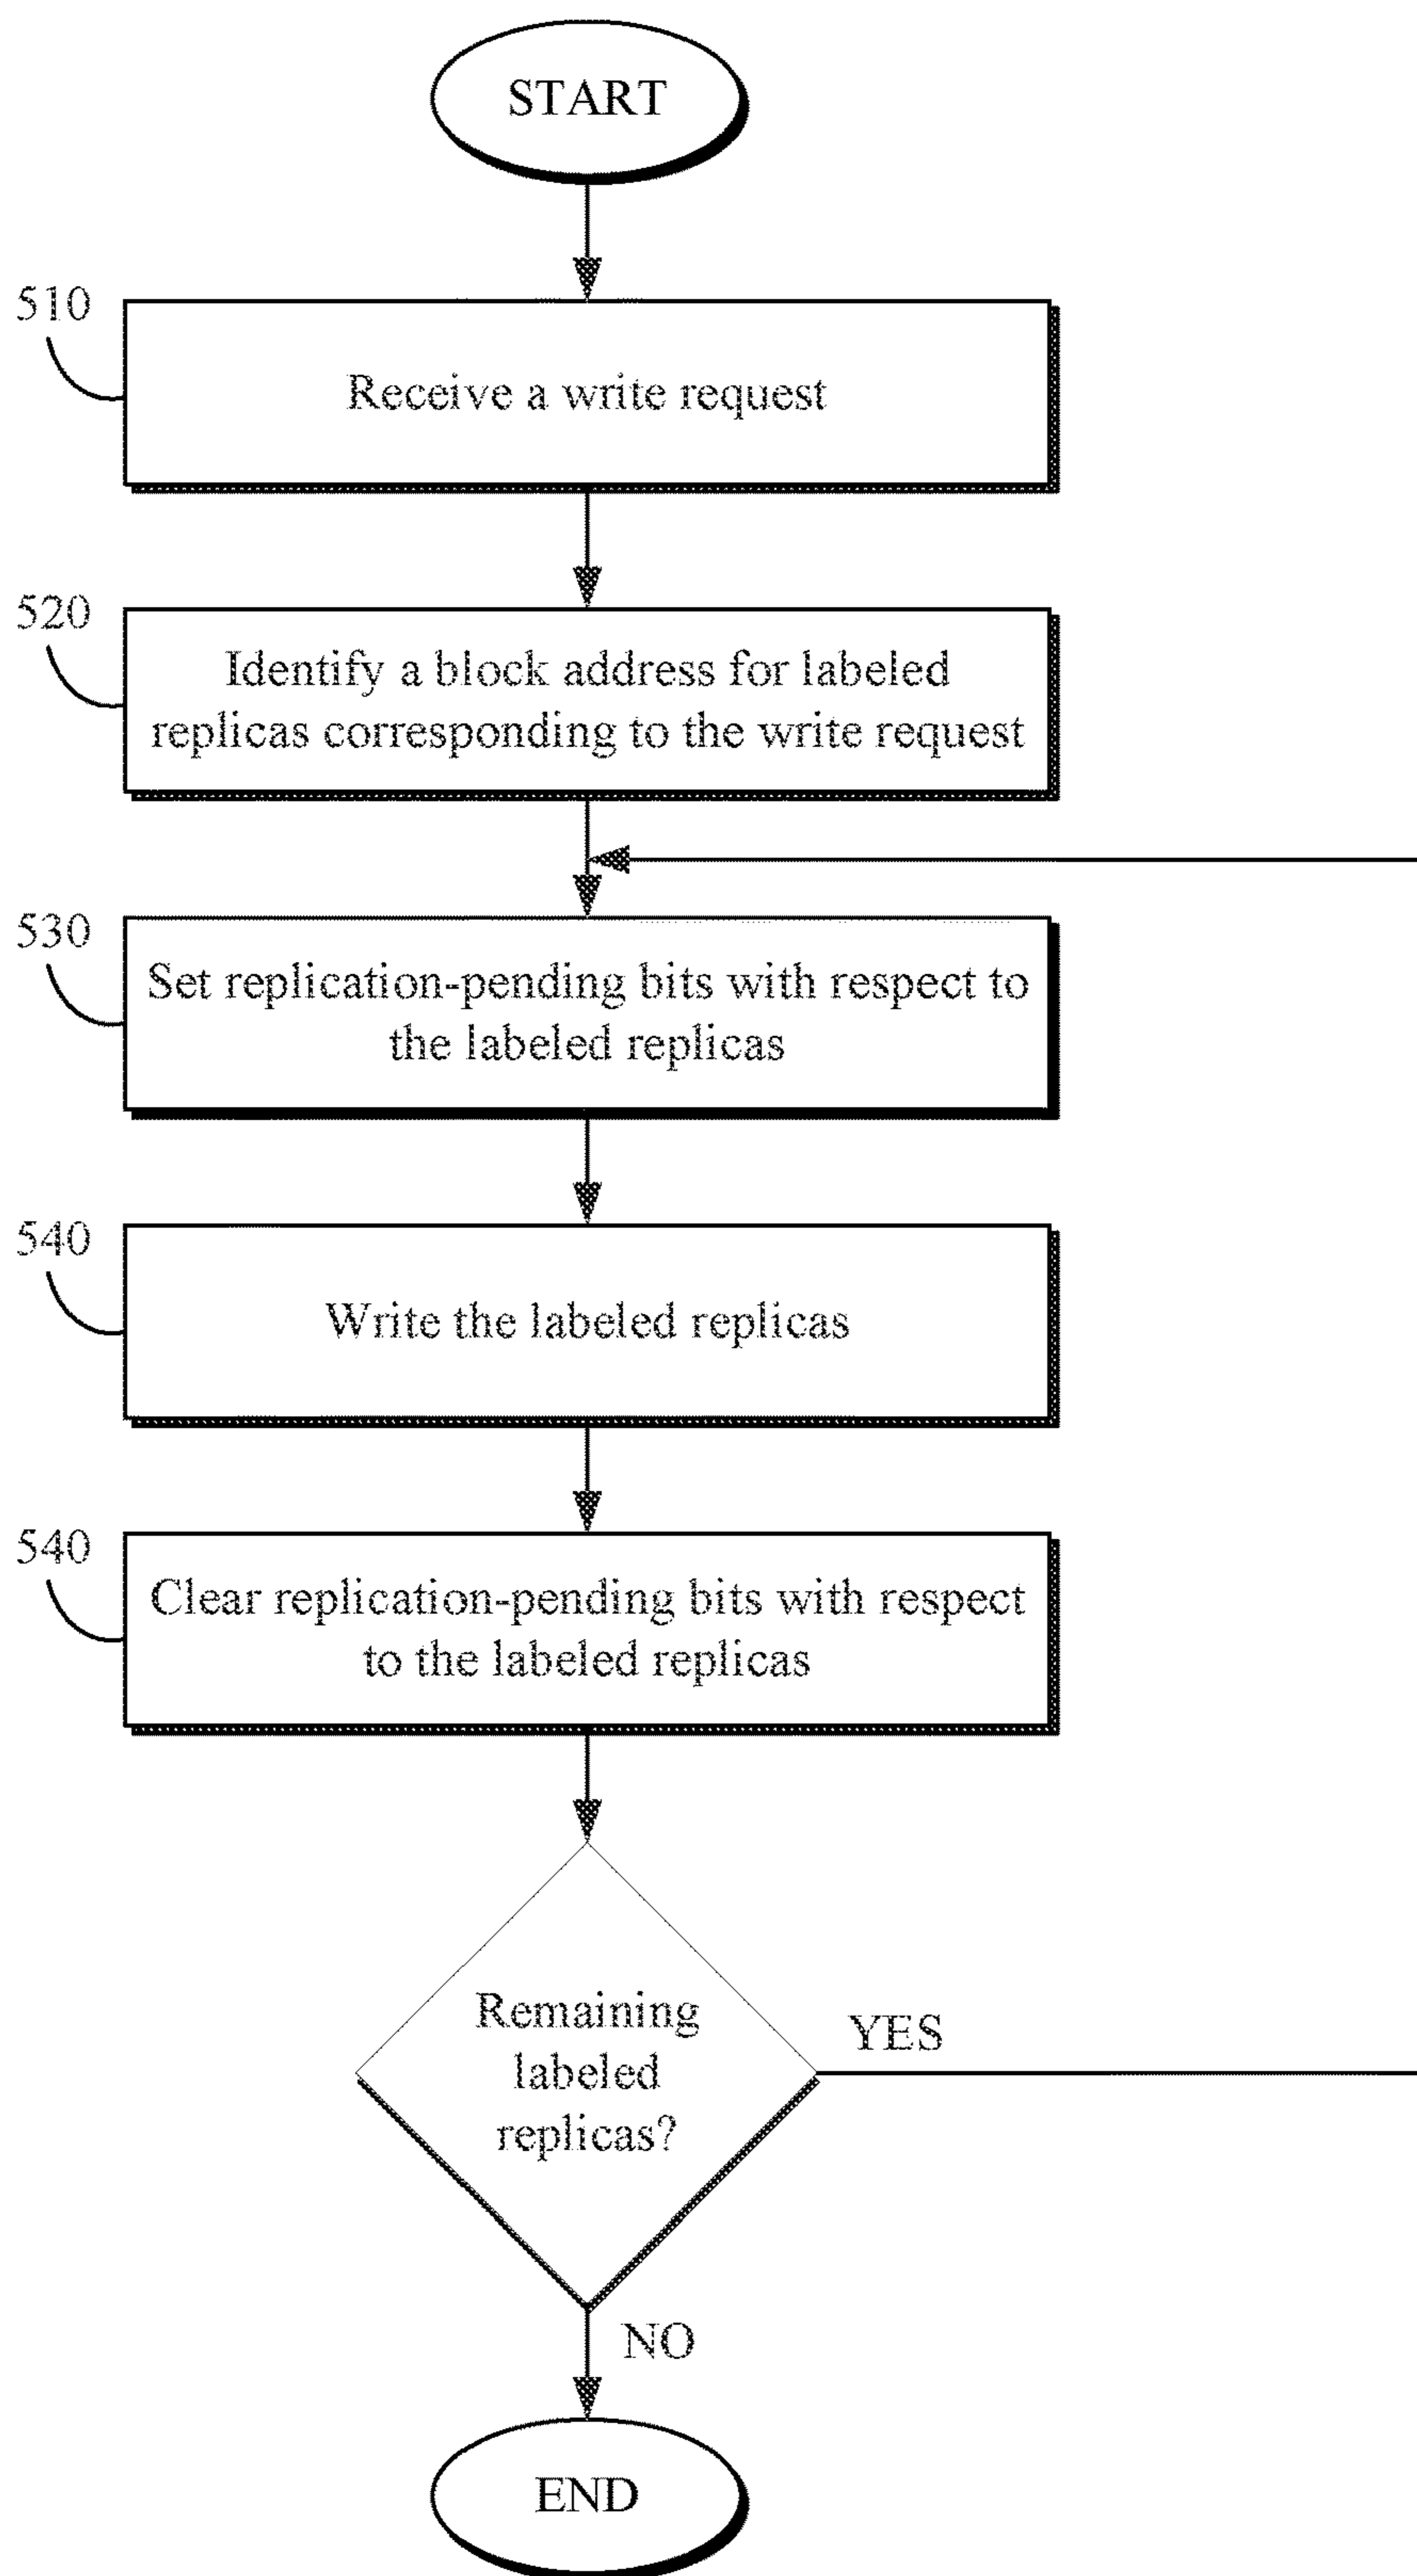 START
510
Receive a write request
520
Identify a block address for labeled
replicas corresponding to the write request
530
Set replication-pending bits with respect to
the labeled replicas
540
Write the labeled replicas
540
Clear replication-pending bits with respect
to the labeled replicas
Remaining
labeled
replicas?
YES
NO
END